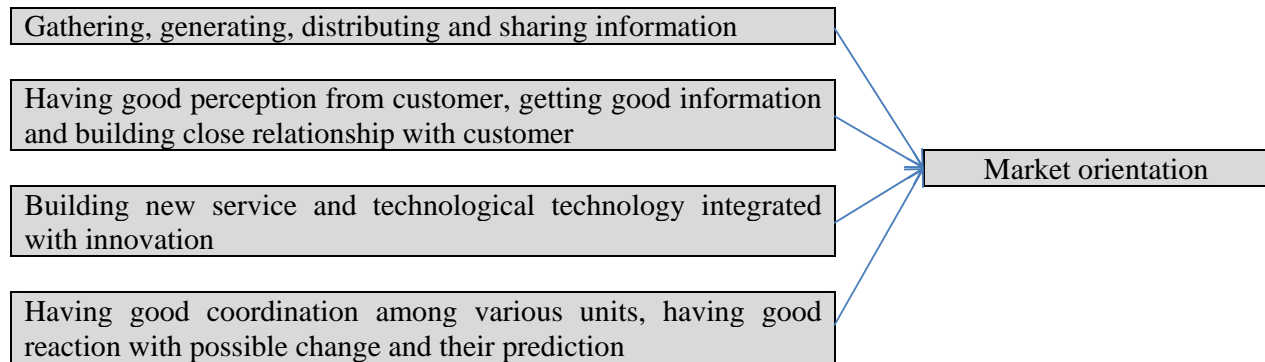 Gathering, generating, distributing and sharing information
Having good perception from customer, getting good information
and building close relationship with customer
Market orientation
Building new service and technological technology integrated
with innovation
Having good coordination among various units, having good
reaction with possible change and their prediction